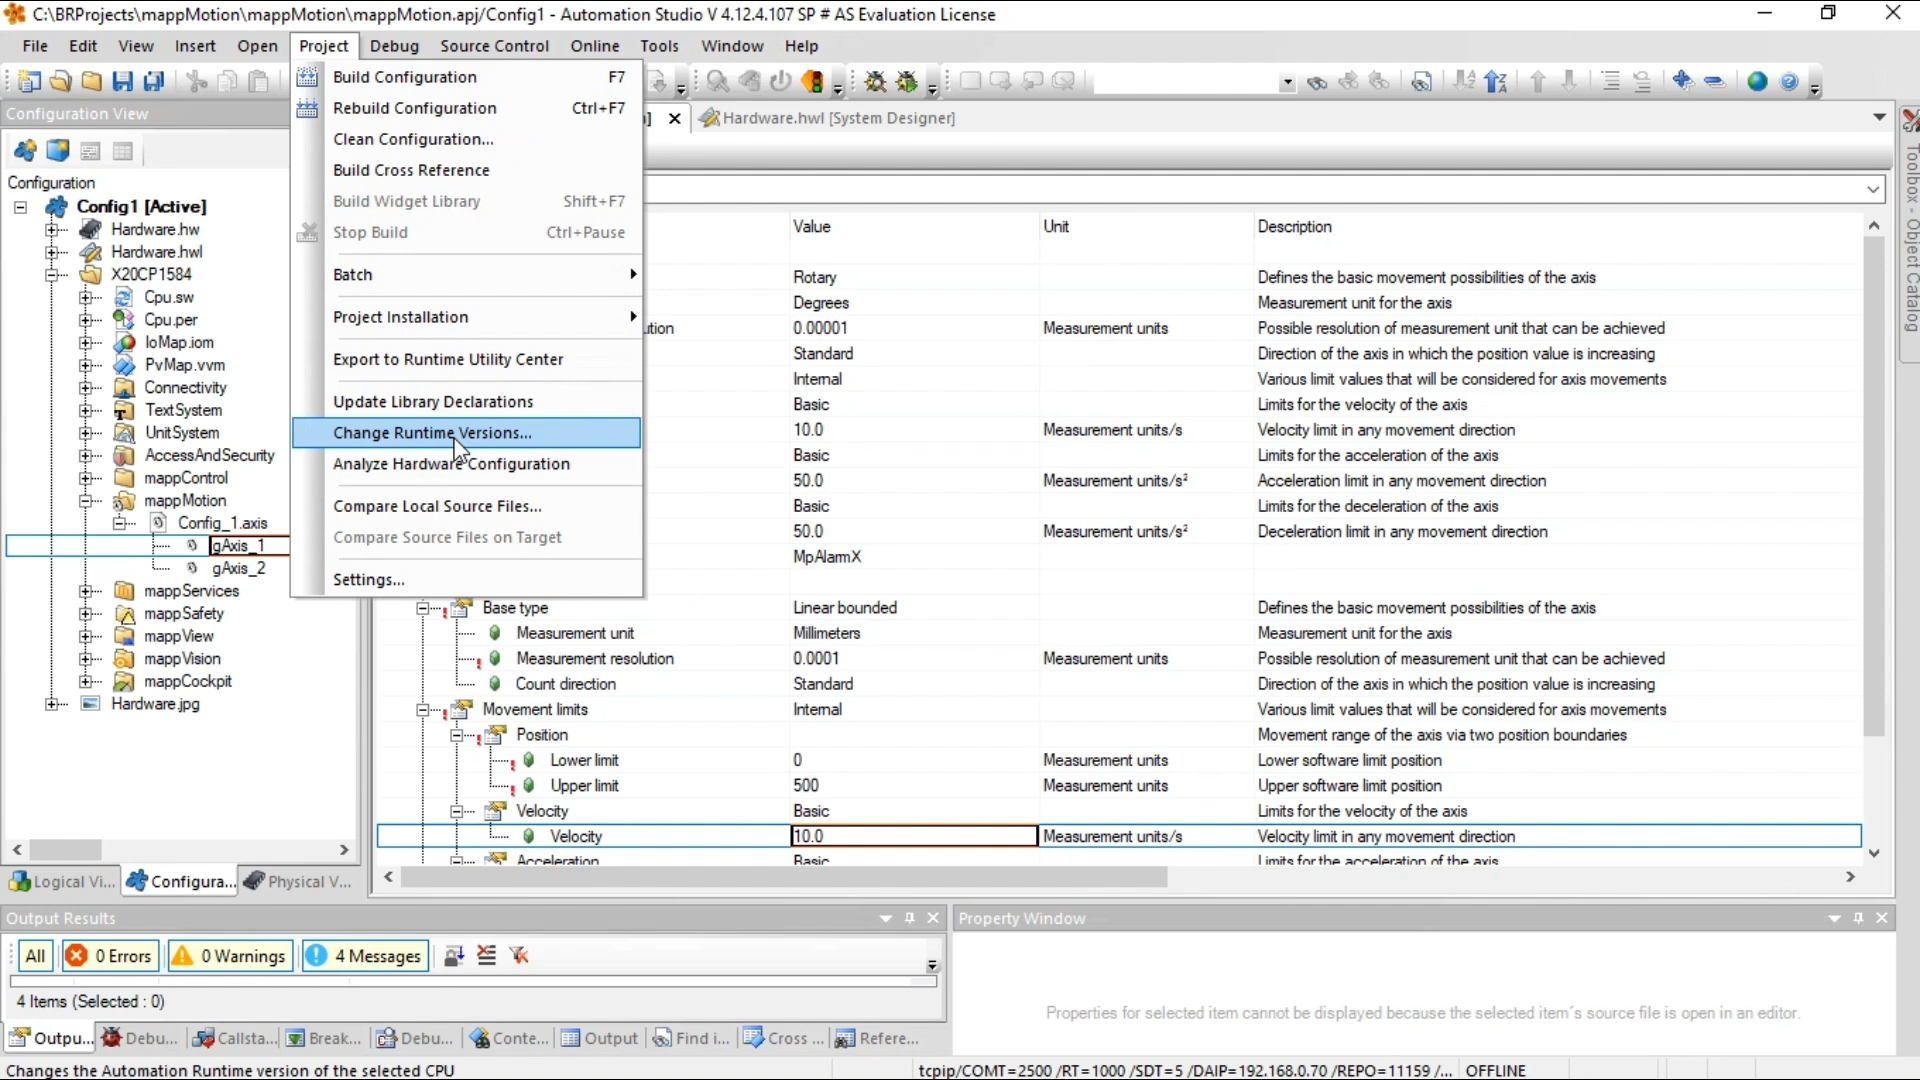 C:\BRProjects\mappMotion\mappMotion\mappMotion.apj/Config1 - Automation Studio V 4.12.4.107 SP # AS Evaluation License
File Edit View Insert Open Project Debug Source Control Online Tools Window Help
Build Configuration F7
Rebuild Configuration Ctrl+F7
Clean Configuration...
Build Cross Reference
Build Widget Library Shift+F7
Stop Build Ctrl+Pause
Batch
Project Installation
Export to Runtime Utility Center
Update Library Declarations
Change Runtime Versions...
Analyze Hardware Configuration
Compare Local Source Files...
Compare Source Files on Target
Settings...
Configuration View
Configuration
Config1 [Active]
Hardware.hw
Hardware.hwl
X20CP1584
Cpu.sw
Cpu.per
IoMap.iom
PvMap.vvm
Connectivity
TextSystem
UnitSystem
AccessAndSecurity
mappControl
mappMotion
Config_1.axis
gAxis_1
gAxis_2
mappServices
mappSafety
mappView
mappVision
mappCockpit
Hardware.jpg
Logical Vi... Configura... Physical V...
Hardware.hwl [System Designer]
Toolbox - Object Catalog
Value Unit Description
Rotary Defines the basic movement possibilities of the axis
Degrees Measurement unit for the axis
ution 0.00001 Measurement units Possible resolution of measurement unit that can be achieved
Standard Direction of the axis in which the position value is increasing
Internal Various limit values that will be considered for axis movements
Basic Limits for the velocity of the axis
10.0 Measurement units/s Velocity limit in any movement direction
Basic Limits for the acceleration of the axis
50.0 Measurement units/s² Acceleration limit in any movement direction
Basic Limits for the deceleration of the axis
50.0 Measurement units/s² Deceleration limit in any movement direction
MpAlarmX
Base type Linear bounded Defines the basic movement possibilities of the axis
Measurement unit Millimeters Measurement unit for the axis
Measurement resolution 0.0001 Measurement units Possible resolution of measurement unit that can be achieved
Count direction Standard Direction of the axis in which the position value is increasing
Movement limits Internal Various limit values that will be considered for axis movements
Position Movement range of the axis via two position boundaries
Lower limit 0 Measurement units Lower software limit position
Upper limit 500 Measurement units Upper software limit position
Velocity Basic Limits for the velocity of the axis
Velocity 10.0 Measurement units/s Velocity limit in any movement direction
Acceleration Basic Limits for the acceleration of the axis
Output Results
All 0 Errors 0 Warnings 4 Messages
4 Items (Selected : 0)
Outpu... Debu... Callsta... Break... Debu... Conte... Output Find i... Cross ... Refere...
Property Window
Properties for selected item cannot be displayed because the selected item´s source file is open in an editor.
Changes the Automation Runtime version of the selected CPU
tcpip/COMT=2500 /RT=1000 /SDT=5 /DAIP=192.168.0.70 /REPO=11159 /... OFFLINE